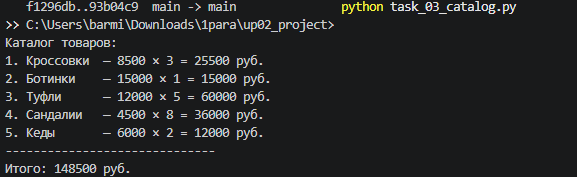 f1296db..93b04c9  main -> main                python task_03_catalog.py
>> C:\Users\barmi\Downloads\1para\up02_project>
Каталог товаров:
1. Кроссовки  — 8500 × 3 = 25500 руб.
2. Ботинки    — 15000 × 1 = 15000 руб.
3. Туфли      — 12000 × 5 = 60000 руб.
4. Сандалии   — 4500 × 8 = 36000 руб.
5. Кеды       — 6000 × 2 = 12000 руб.
------------------------------
Итого: 148500 руб.